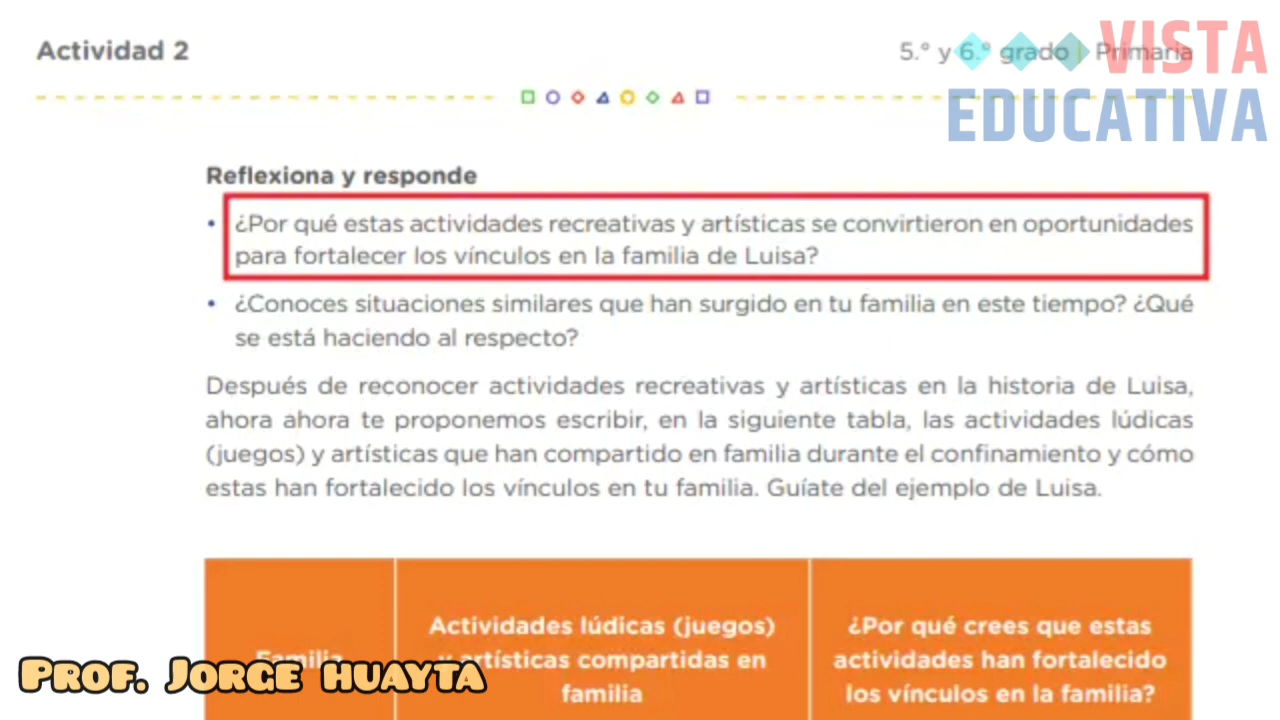 Actividad 2
5.° y 6.° grado | Primaria
VISTA
EDUCATIVA
Reflexiona y responde
• ¿Por qué estas actividades recreativas y artísticas se convirtieron en oportunidades
para fortalecer los vínculos en la familia de Luisa?
• ¿Conoces situaciones similares que han surgido en tu familia en este tiempo? ¿Qué
se está haciendo al respecto?
Después de reconocer actividades recreativas y artísticas en la historia de Luisa,
ahora ahora te proponemos escribir, en la siguiente tabla, las actividades lúdicas
(juegos) y artísticas que han compartido en familia durante el confinamiento y cómo
estas han fortalecido los vínculos en tu familia. Guíate del ejemplo de Luisa.
Familia
Actividades lúdicas (juegos)
y artísticas compartidas en
familia
¿Por qué crees que estas
actividades han fortalecido
los vínculos en la familia?
PROF. JORGE HUAYTA